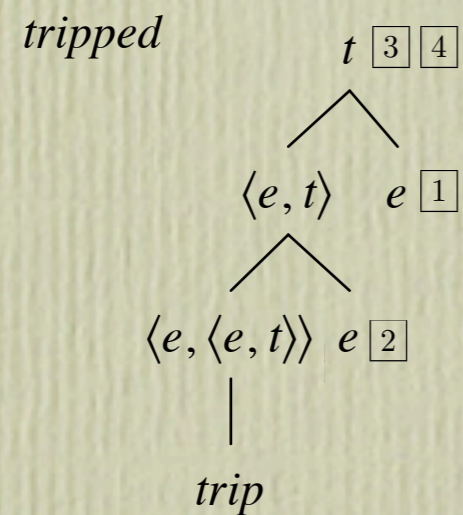 tripped
t 3 4
⟨e, t⟩ e 1
⟨e, ⟨e, t⟩⟩ e 2
trip